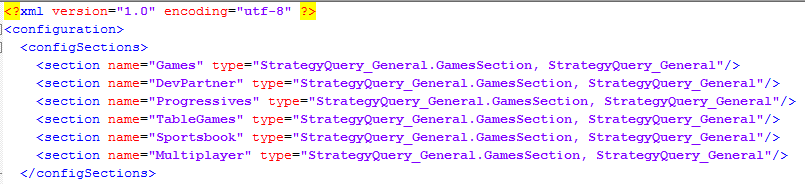 <?xml version="1.0" encoding="utf-8" ?>
<configuration>
<configSections>
<section name="Games" type="StrategyQuery_General.GamesSection, StrategyQuery_General"/>
<section name="DevPartner" type="StrategyQuery_General.GamesSection, StrategyQuery_General"/>
<section name="Progressives" type="StrategyQuery_General.GamesSection, StrategyQuery_General"/>
<section name="TableGames" type="StrategyQuery_General.GamesSection, StrategyQuery_General"/>
<section name="Sportsbook" type="StrategyQuery_General.GamesSection, StrategyQuery_General"/>
<section name="Multiplayer" type="StrategyQuery_General.GamesSection, StrategyQuery_General"/>
</configSections>